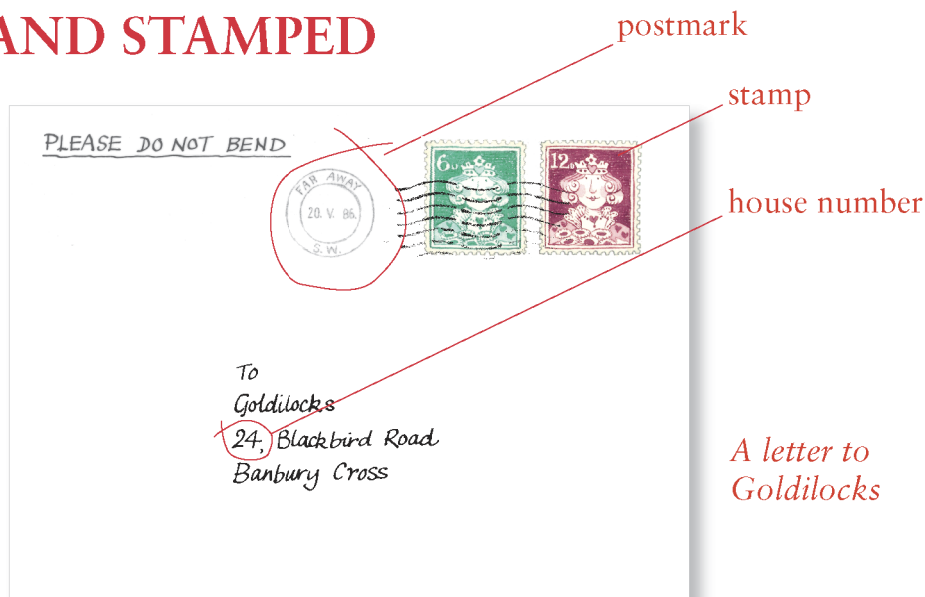 AND STAMPED
postmark
stamp
house number
PLEASE DO NOT BEND
FAR AWAY
20. V. 86.
S.W.
6D
12D
To
Goldilocks
24, Blackbird Road
Banbury Cross
A letter to
Goldilocks